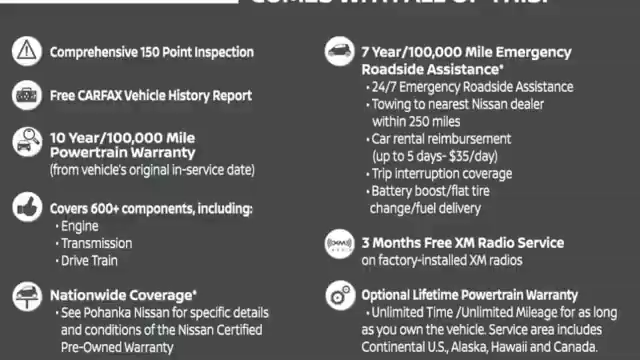 Comprehensive 150 Point Inspection
Free CARFAX Vehicle History Report
10 Year/100,000 Mile
Powertrain Warranty
(from vehicle's original in-service date)
Covers 600+ components, including:
• Engine
• Transmission
• Drive Train
Nationwide Coverage*
• See Pohanka Nissan for specific details
and conditions of the Nissan Certified
Pre-Owned Warranty
7 Year/100,000 Mile Emergency
Roadside Assistance*
• 24/7 Emergency Roadside Assistance
• Towing to nearest Nissan dealer
within 250 miles
• Car rental reimbursement
(up to 5 days- $35/day)
• Trip interruption coverage
• Battery boost/flat tire
change/fuel delivery
XM
3 Months Free XM Radio Service
on factory-installed XM radios
Optional Lifetime Powertrain Warranty
• Unlimited Time /Unlimited Mileage for as long
as you own the vehicle. Service area includes
Continental U.S., Alaska, Hawaii and Canada.